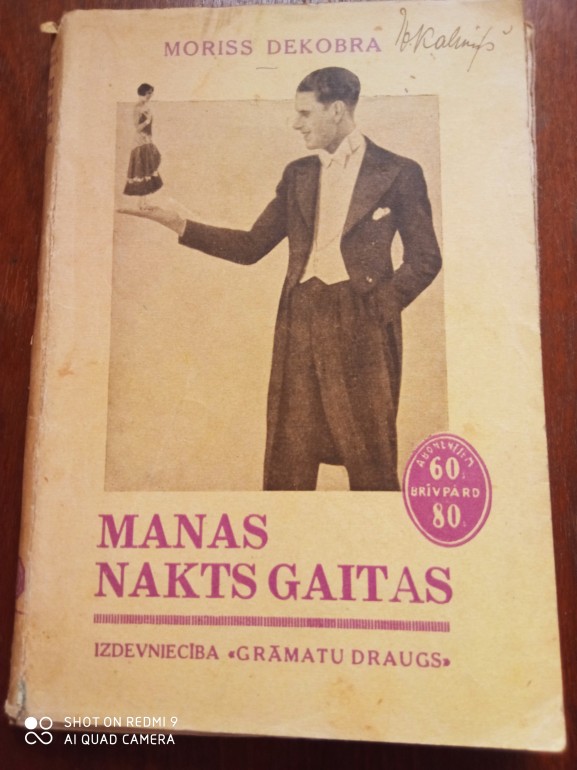 MORISS DEKOBRA
ABONENTIEM
60
BRĪVPĀRD
80
MANAS
NAKTS GAITAS
IZDEVNIECĪBA «GRĀMATU DRAUGS»
SHOT ON REDMI 9
AI QUAD CAMERA